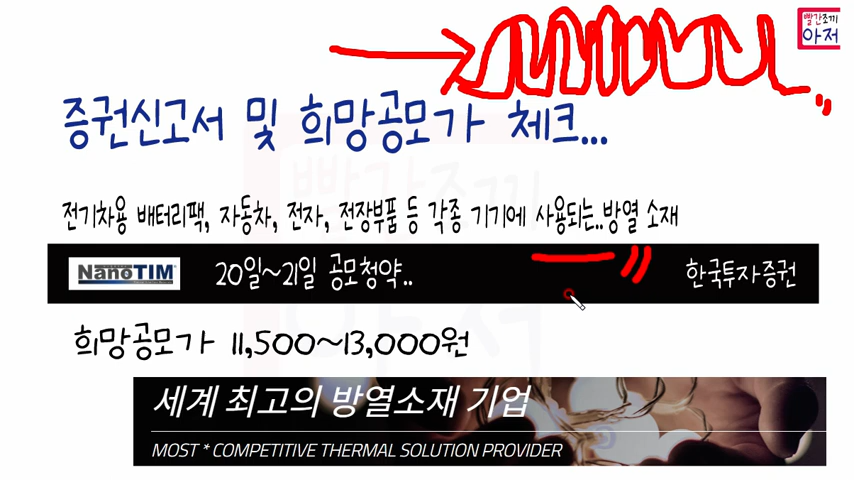 빨간조끼
아저
증권신고서 및 희망공모가 체크...
전기차용 배터리팩, 자동차, 전자, 전장부품 등 각종 기기에 사용되는..방열 소재
NanoTIM®
20일~21일 공모청약..
한국투자증권
희망공모가 11,500~13,000원
세계 최고의 방열소재 기업
MOST * COMPETITIVE THERMAL SOLUTION PROVIDER